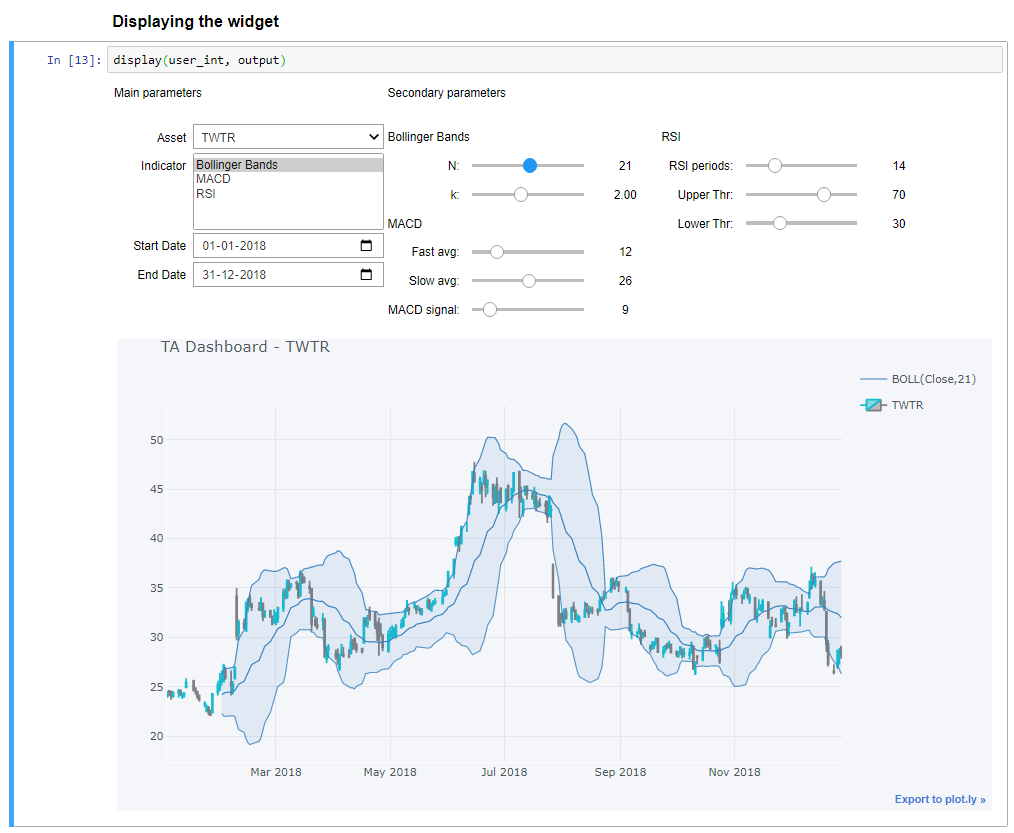 Displaying the widget
In [13]: display(user_int, output)
Main parameters
Secondary parameters
Asset TWTR
Indicator Bollinger Bands
MACD
RSI
Start Date 01-01-2018
End Date 31-12-2018
Bollinger Bands
N: 21
k: 2.00
MACD
Fast avg: 12
Slow avg: 26
MACD signal: 9
RSI
RSI periods: 14
Upper Thr: 70
Lower Thr: 30
TA Dashboard - TWTR
BOLL(Close,21)
TWTR
50
45
40
35
30
25
20
Mar 2018 May 2018 Jul 2018 Sep 2018 Nov 2018
Export to plot.ly »